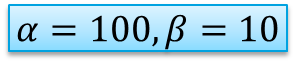 α = 100, β = 10